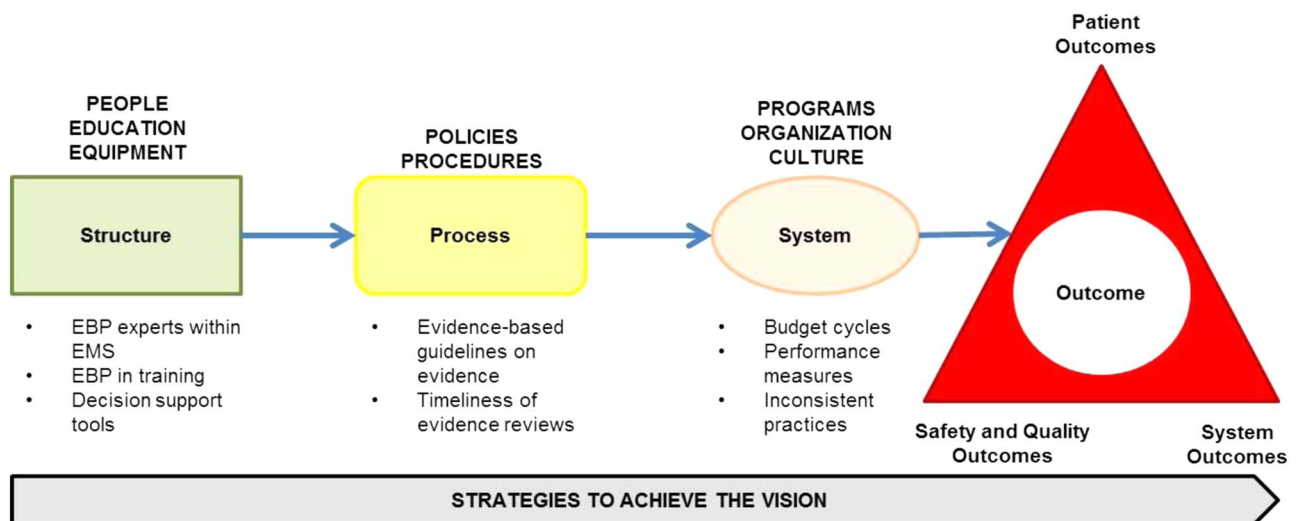 Patient
Outcomes
PEOPLE
EDUCATION
EQUIPMENT
POLICIES
PROCEDURES
PROGRAMS
ORGANIZATION
CULTURE
Structure
Process
System
Outcome
• EBP experts within
EMS
• EBP in training
• Decision support
tools
• Evidence-based
guidelines on
evidence
• Timeliness of
evidence reviews
• Budget cycles
• Performance
measures
• Inconsistent
practices
Safety and Quality
Outcomes
System
Outcomes
STRATEGIES TO ACHIEVE THE VISION